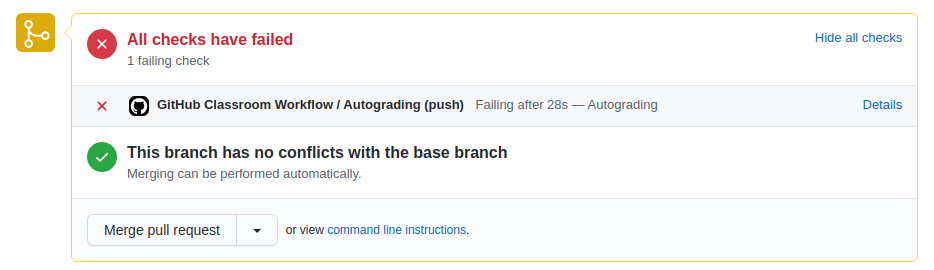 All checks have failed
Hide all checks
1 failing check
GitHub Classroom Workflow / Autograding (push) Failing after 28s — Autograding
Details
This branch has no conflicts with the base branch
Merging can be performed automatically.
Merge pull request
or view command line instructions.